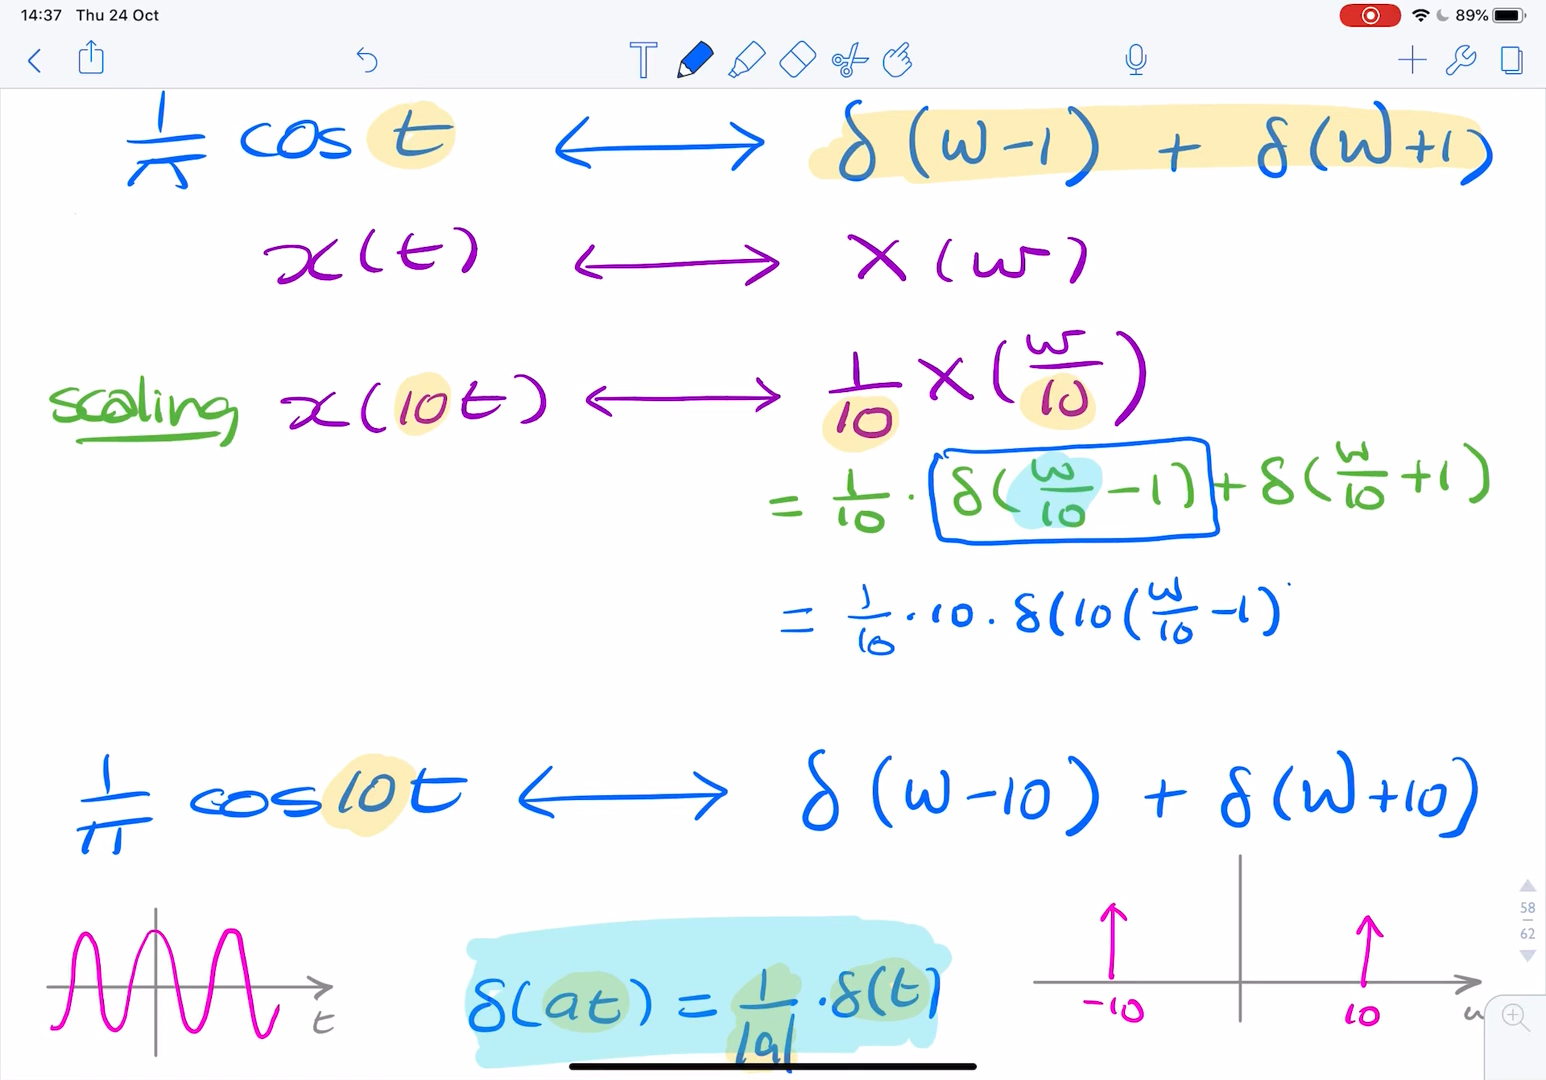 14:37 Thu 24 Oct 89%
T
1/π cos t ⟷ δ(w-1) + δ(w+1)
x(t) ⟷ X(w)
scaling x(10t) ⟷ 1/10 X(w/10)
= 1/10 · δ(w/10 -1) + δ(w/10 +1)
= 1/10 · 10 · δ(10(w/10 -1)
1/π cos 10t ⟷ δ(w-10) + δ(w+10)
58
62
δ(at) = 1/|a| · δ(t)
t
-10 10 w